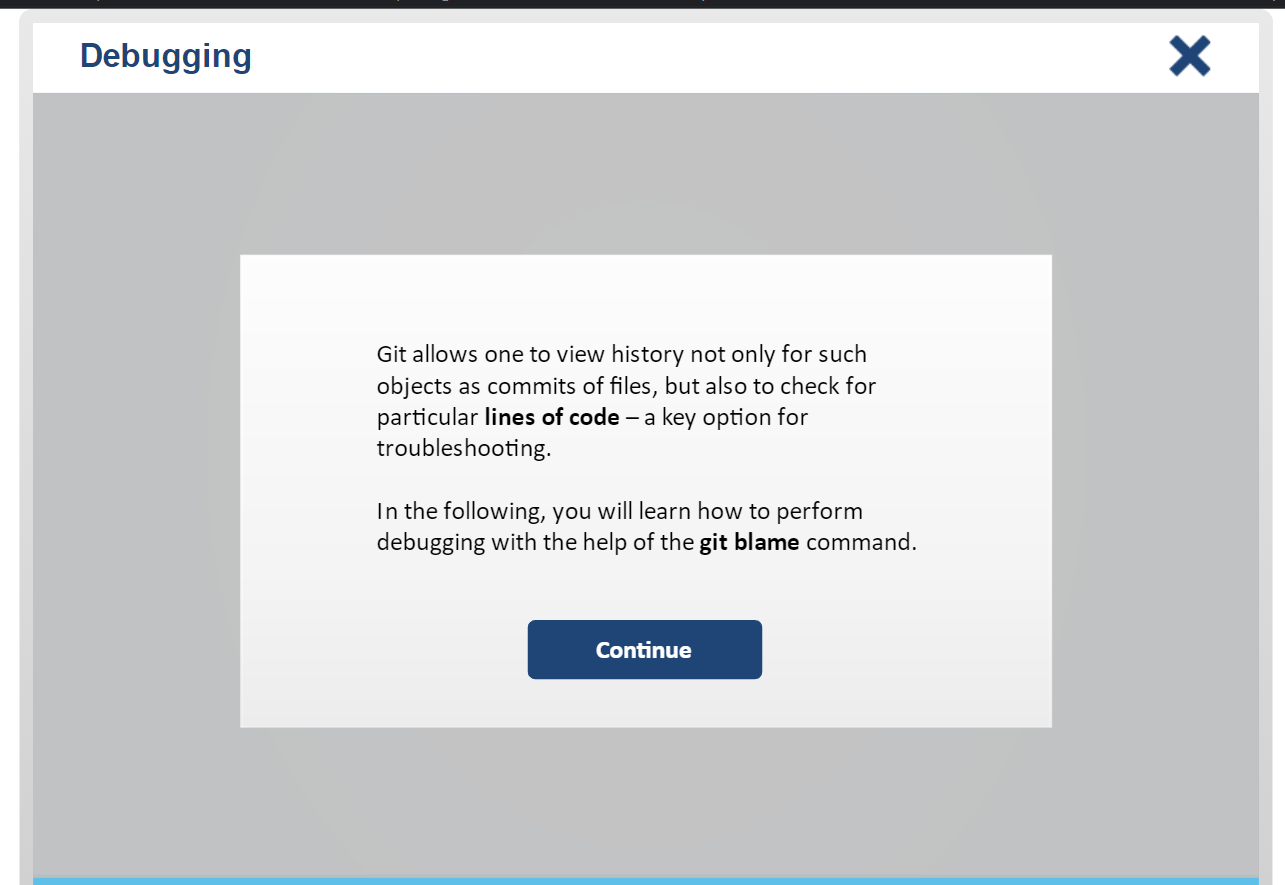 Debugging
Git allows one to view history not only for such
objects as commits of files, but also to check for
particular lines of code – a key option for
troubleshooting.
In the following, you will learn how to perform
debugging with the help of the git blame command.
Continue